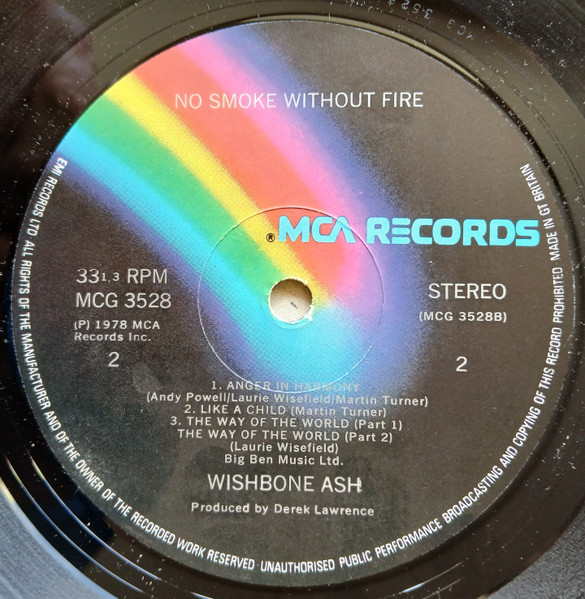 NO SMOKE WITHOUT FIRE
® MCA RECORDS
33 1,3 RPM
MCG 3528
(P) 1978 MCA
Records Inc.
2
STEREO
(MCG 3528B)
2
1. ANGER IN HARMONY
(Andy Powell/Laurie Wisefield/Martin Turner)
2. LIKE A CHILD (Martin Turner)
3. THE WAY OF THE WORLD (Part 1)
THE WAY OF THE WORLD (Part 2)
(Laurie Wisefield)
Big Ben Music Ltd.
WISHBONE ASH
Produced by Derek Lawrence
EMI RECORDS LTD ALL RIGHTS OF THE MANUFACTURER AND OF THE OWNER OF THE RECORDED WORK RESERVED · UNAUTHORISED PUBLIC PERFORMANCE BROADCASTING AND COPYING OF THIS RECORD PROHIBITED MADE IN GT BRITAIN